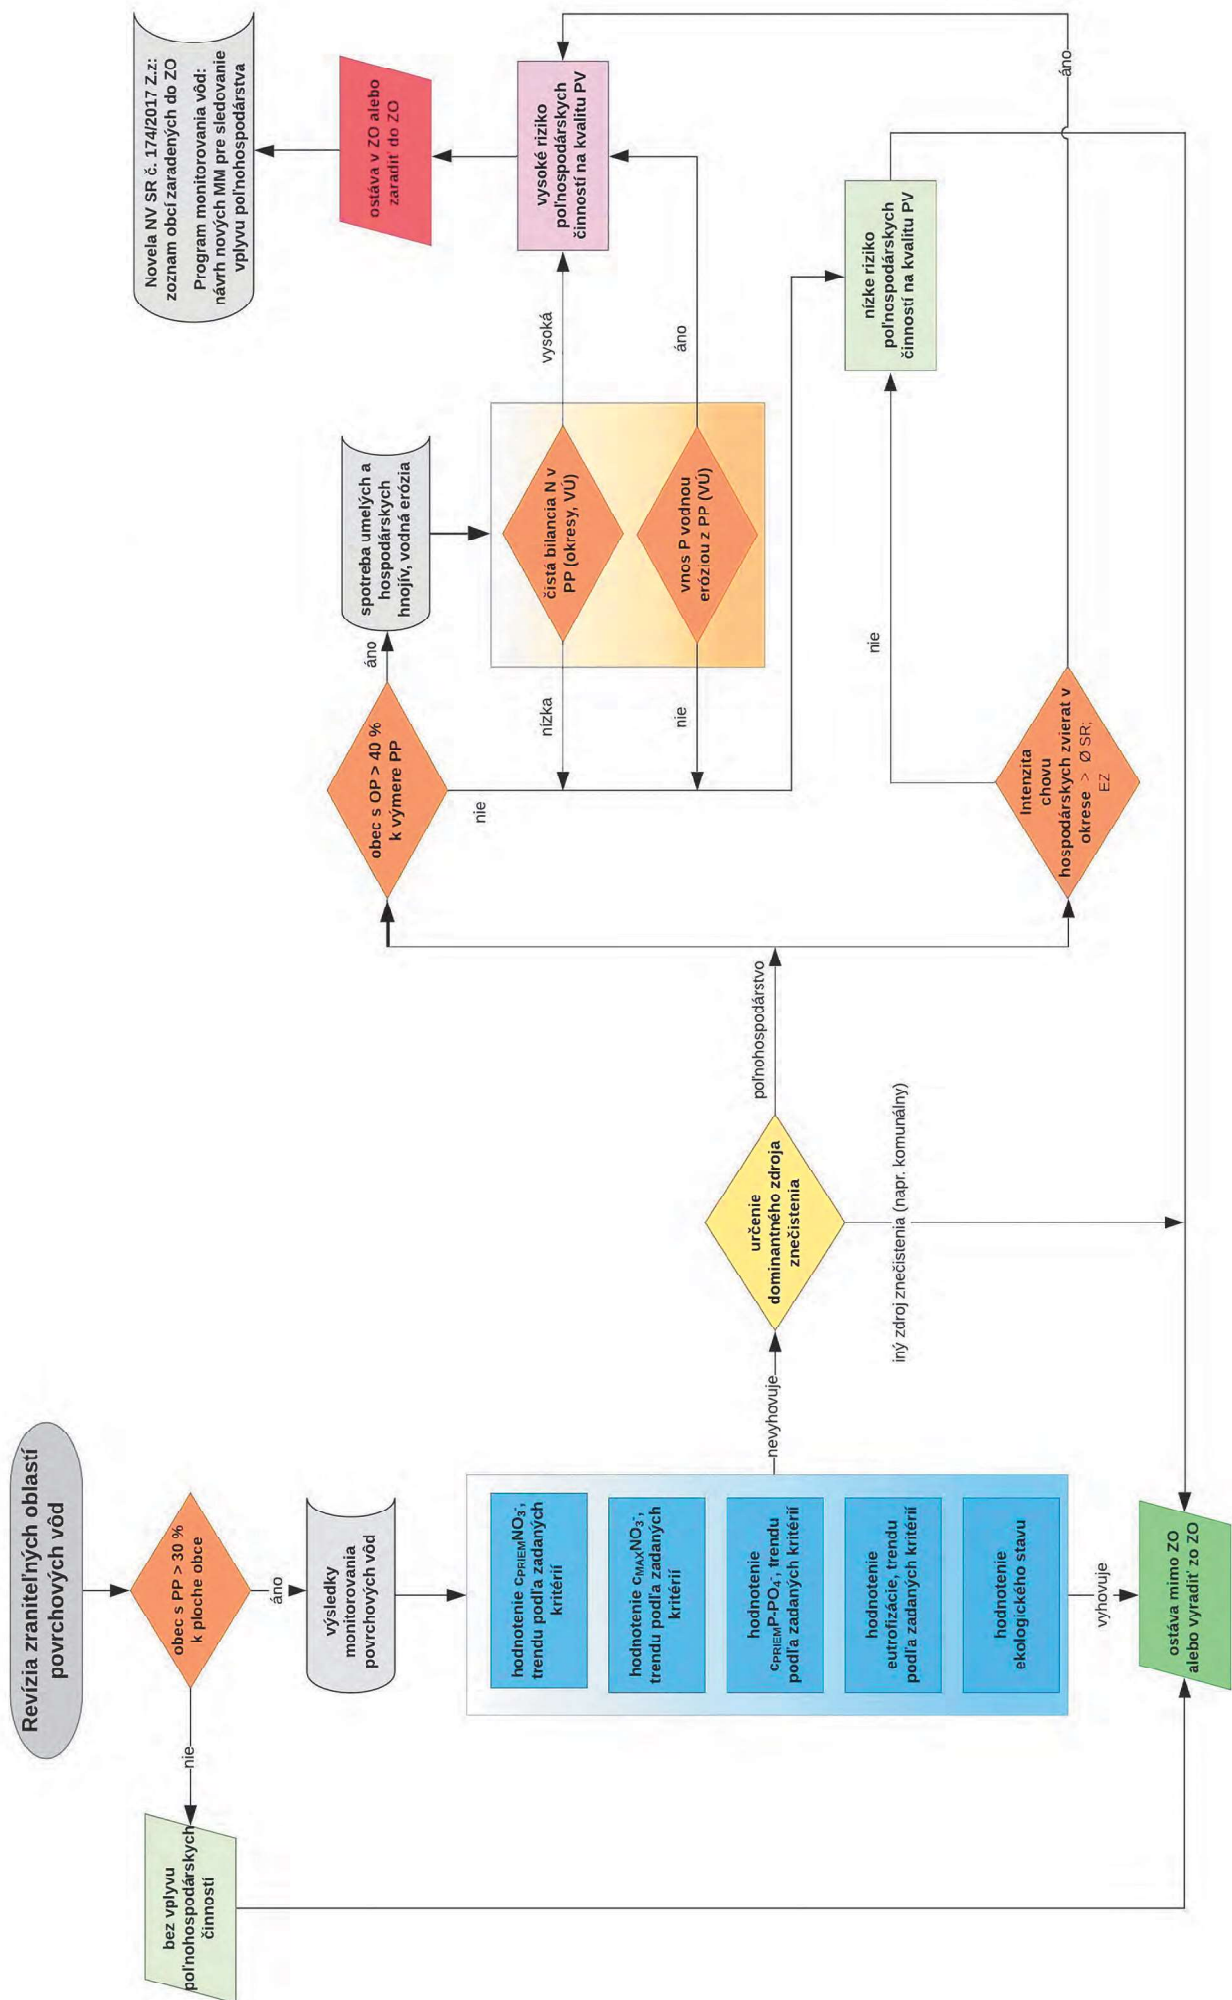 Revízia zraniteľných oblastí
povrchových vôd
obec s PP > 30 %
k ploche obce
nie
áno
bez vplyvu
poľnohospodárskych
činností
výsledky
monitorovania
povrchových vôd
hodnotenie cPRIEMNO3-,
trendu podľa zadaných
kritérií
hodnotenie cMAXNO3-,
trendu podľa zadaných
kritérií
hodnotenie
cPRIEMP-PO4-, trendu
podľa zadaných kritérií
hodnotenie
eutrofizácie, trendu
podľa zadaných kritérií
hodnotenie
ekologického stavu
vyhovuje
nevyhovuje
ostáva mimo ZO
alebo vyradiť zo ZO
určenie
dominantného zdroja
znečistenia
iný zdroj znečistenia (napr. komunálny)
poľnohospodárstvo
obec s OP > 40 %
k výmere PP
áno
nie
spotreba umelých a
hospodárskych
hnojív, vodná erózia
čistá bilancia N v
PP (okresy, VÚ)
nízka
vysoká
vnos P vodnou
eróziou z PP (VÚ)
nie
áno
Intenzita
chovu
hospodárskych zvierat v
okrese > Ø SR;
EZ
nie
áno
nízke riziko
poľnospodárskych
činností na kvalitu PV
vysoké riziko
poľnospodárskych
činností na kvalitu PV
ostáva v ZO alebo
zaradiť do ZO
Novela NV SR č. 174/2017 Z.z:
zoznam obcí zaradených do ZO
Program monitorovania vôd:
návrh nových MM pre sledovanie
vplyvu poľnohospodárstva